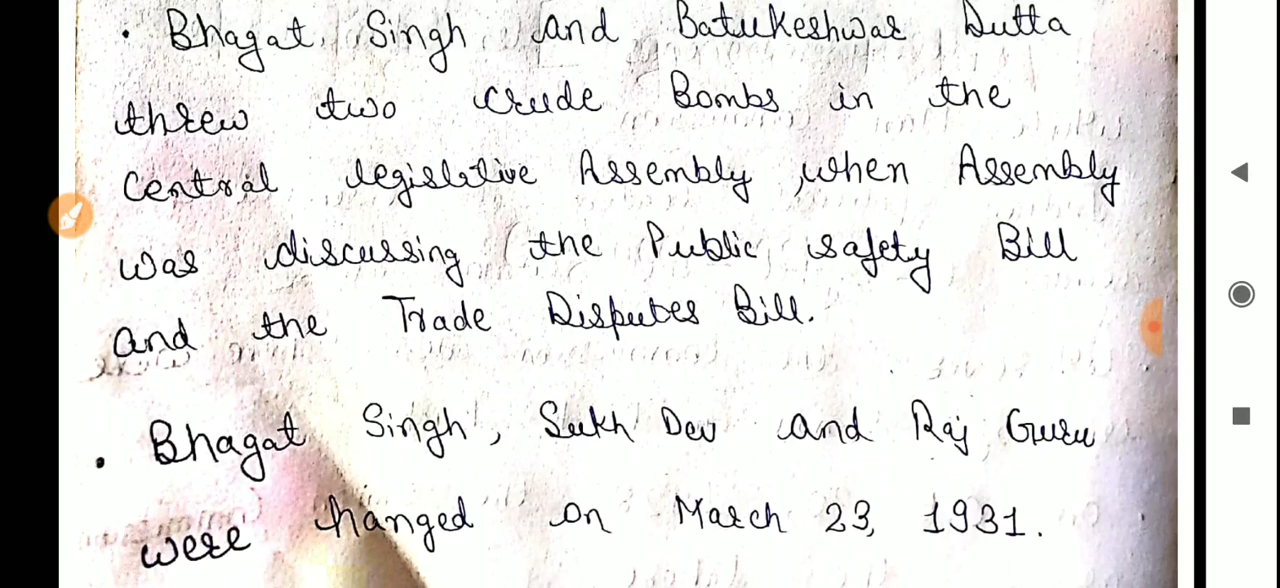 • Bhagat Singh and Batukeshwar Dutta
threw two crude Bombs in the
Central legislative Assembly, when Assembly
was discussing the Public safety Bill
and the Trade Disputes Bill.
• Bhagat Singh, Sukh Dev and Raj Guru
were hanged on March 23, 1931.